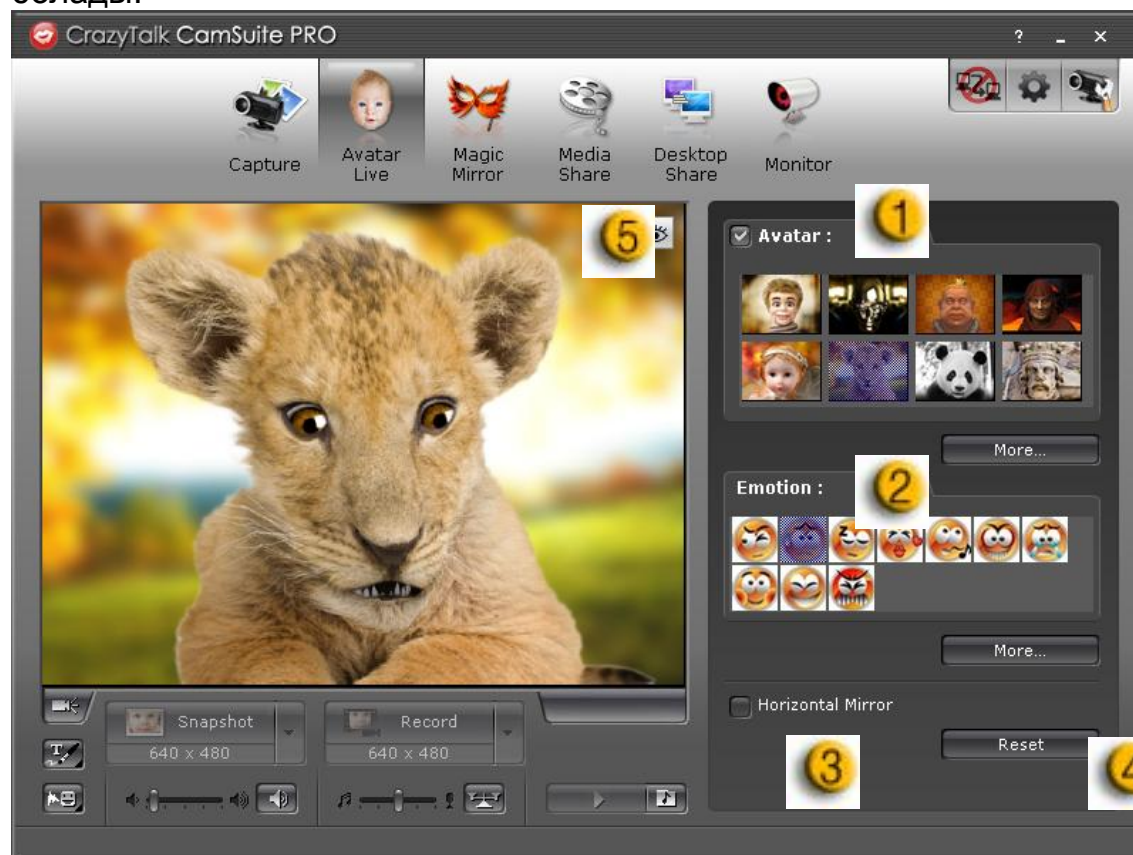 CrazyTalk CamSuite PRO
?
Capture
Avatar
Live
Magic
Mirror
Media
Share
Desktop
Share
Monitor
5
Avatar :
1
More...
Emotion :
2
More...
Horizontal Mirror
Reset
3
4
Snapshot
640 x 480
Record
640 x 480